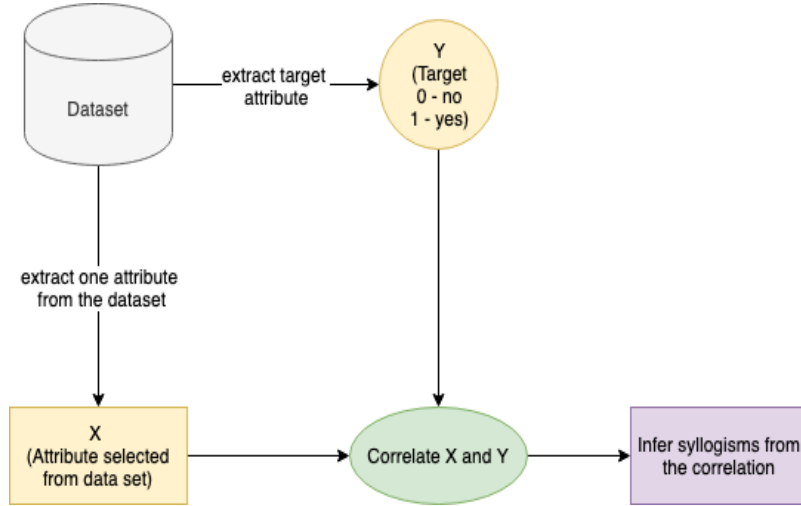 Dataset
extract target
attribute
Y
(Target
0 - no
1 - yes)
extract one attribute
from the dataset
X
(Attribute selected
from data set)
Correlate X and Y
Infer syllogisms from
the correlation